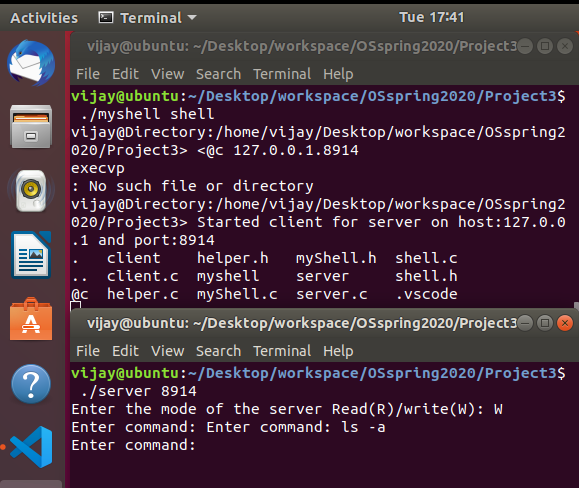 Activities Terminal Tue 17:41
vijay@ubuntu: ~/Desktop/workspace/OSspring2020/Project3
File Edit View Search Terminal Help
vijay@ubuntu:~/Desktop/workspace/OSspring2020/Project3$
./myshell shell
vijay@Directory:/home/vijay/Desktop/workspace/OSspring2
020/Project3> <@c 127.0.0.1.8914
execvp
: No such file or directory
vijay@Directory:/home/vijay/Desktop/workspace/OSspring2
020/Project3> Started client for server on host:127.0.0
.1 and port:8914
. client helper.h myShell.h shell.c
.. client.c myshell server shell.h
@c helper.c myShell.c server.c .vscode
vijay@ubuntu: ~/Desktop/workspace/OSspring2020/Project3
File Edit View Search Terminal Help
vijay@ubuntu:~/Desktop/workspace/OSspring2020/Project3$
./server 8914
Enter the mode of the server Read(R)/write(W): W
Enter command: Enter command: ls -a
Enter command: